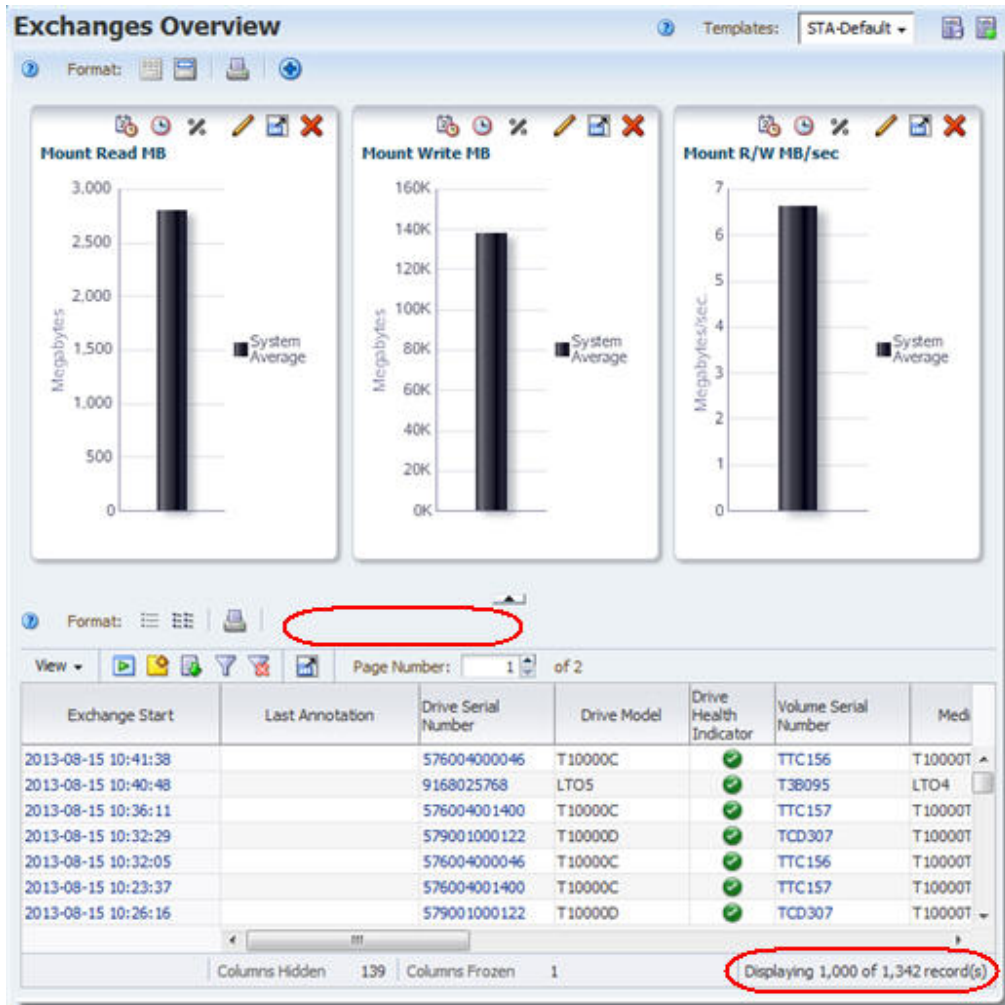 Exchanges Overview
Templates: STA-Default
Format:
Mount Read MB
3,000
2,500
2,000
1,500
1,000
500
0
Megabytes
System
Average
Mount Write MB
160K
140K
120K
100K
80K
60K
40K
20K
0K
Megabytes
System
Average
Mount R/W MB/sec
7
6
5
4
3
2
1
0
Megabytes/sec.
System
Average
Format:
View Page Number: 1 of 2
Exchange Start Last Annotation Drive Serial Number Drive Model Drive Health Indicator Volume Serial Number Medi
2013-08-15 10:41:38 576004000046 T10000C TTC156 T10000T
2013-08-15 10:40:48 9168025768 LTO5 T3B095 LTO4
2013-08-15 10:36:11 576004001400 T10000C TTC157 T10000T
2013-08-15 10:32:29 579001000122 T10000D TCD307 T10000T
2013-08-15 10:32:05 576004000046 T10000C TTC156 T10000T
2013-08-15 10:23:37 576004001400 T10000C TTC157 T10000T
2013-08-15 10:26:16 579001000122 T10000D TCD307 T10000T
Columns Hidden 139 Columns Frozen 1 Displaying 1,000 of 1,342 record(s)